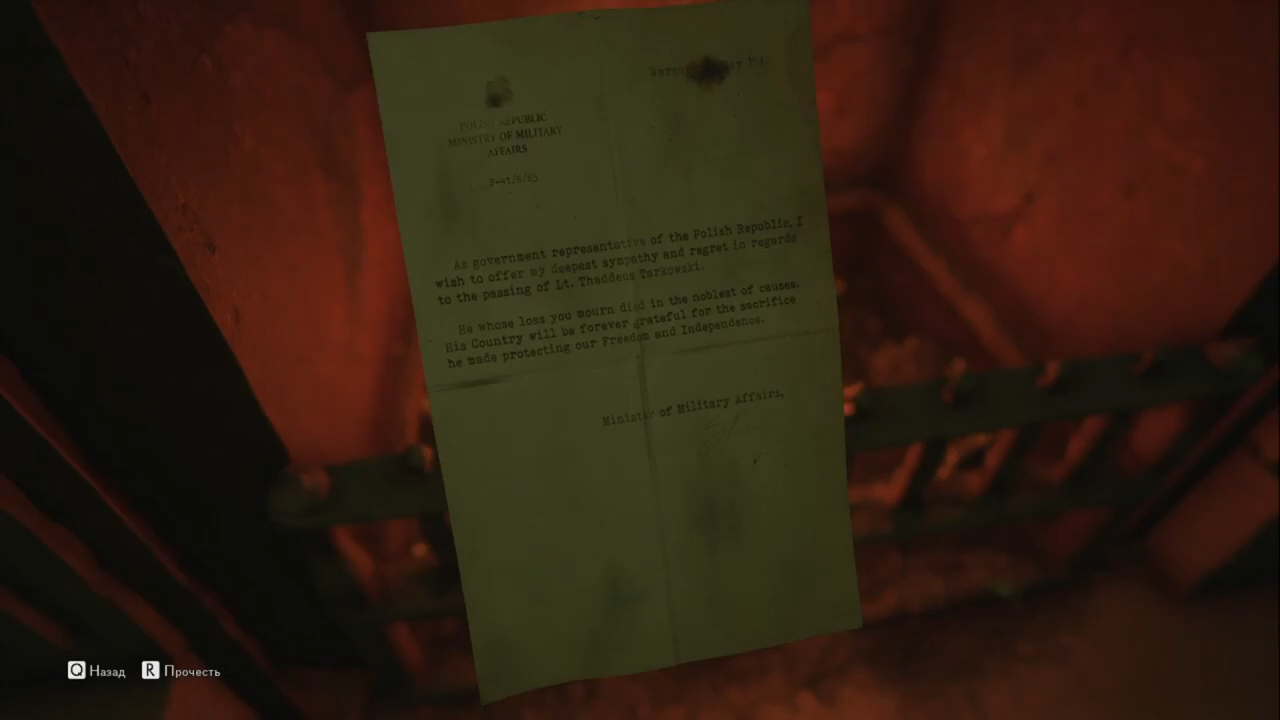 POLISH REPUBLIC
MINISTRY OF MILITARY
AFFAIRS
As government representative of the Polish Republic, I
wish to offer my deepest sympathy and regret in regards
to the passing of Lt. Thaddeus Tarkowski.
He whose loss you mourn died in the noblest of causes.
His Country will be forever grateful for the sacrifice
he made protecting our Freedom and Independence.
Minister of Military Affairs,
Q Назад R Прочесть